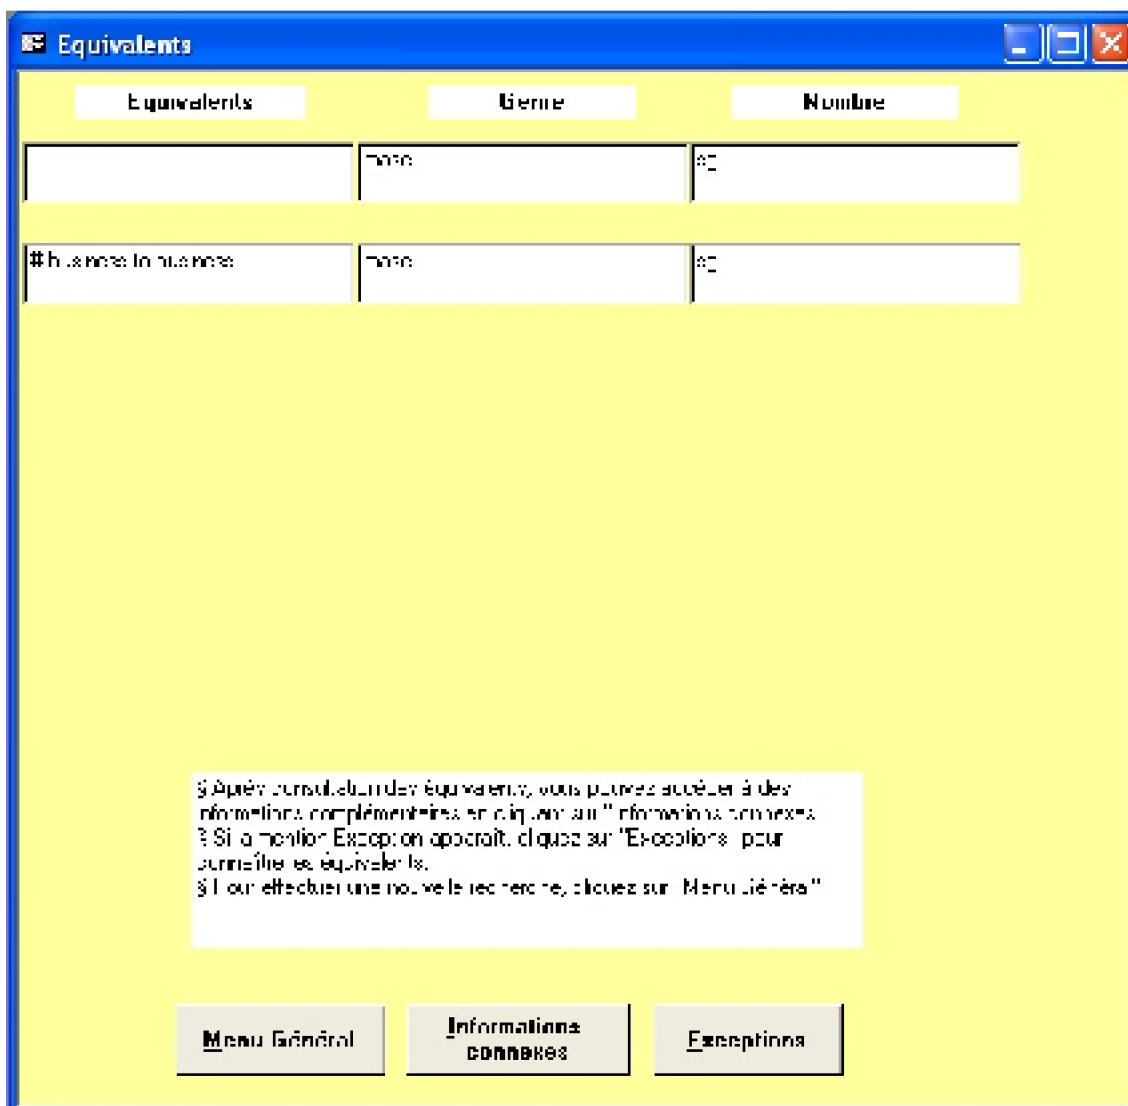 Equivalents
Equivalents Genre Nombre
masc sg
# business to business masc sg
§ Après consultation des équivalents, vous pouvez accéder à des
informations complémentaires en cliquant sur "Informations connexes
§ Si la mention Exception apparaît, cliquez sur "Exceptions" pour
connaître les équivalents.
§ Pour effectuer une nouvelle recherche, cliquez sur "Menu Général"
Menu Général
Informations
connexes
Exceptions